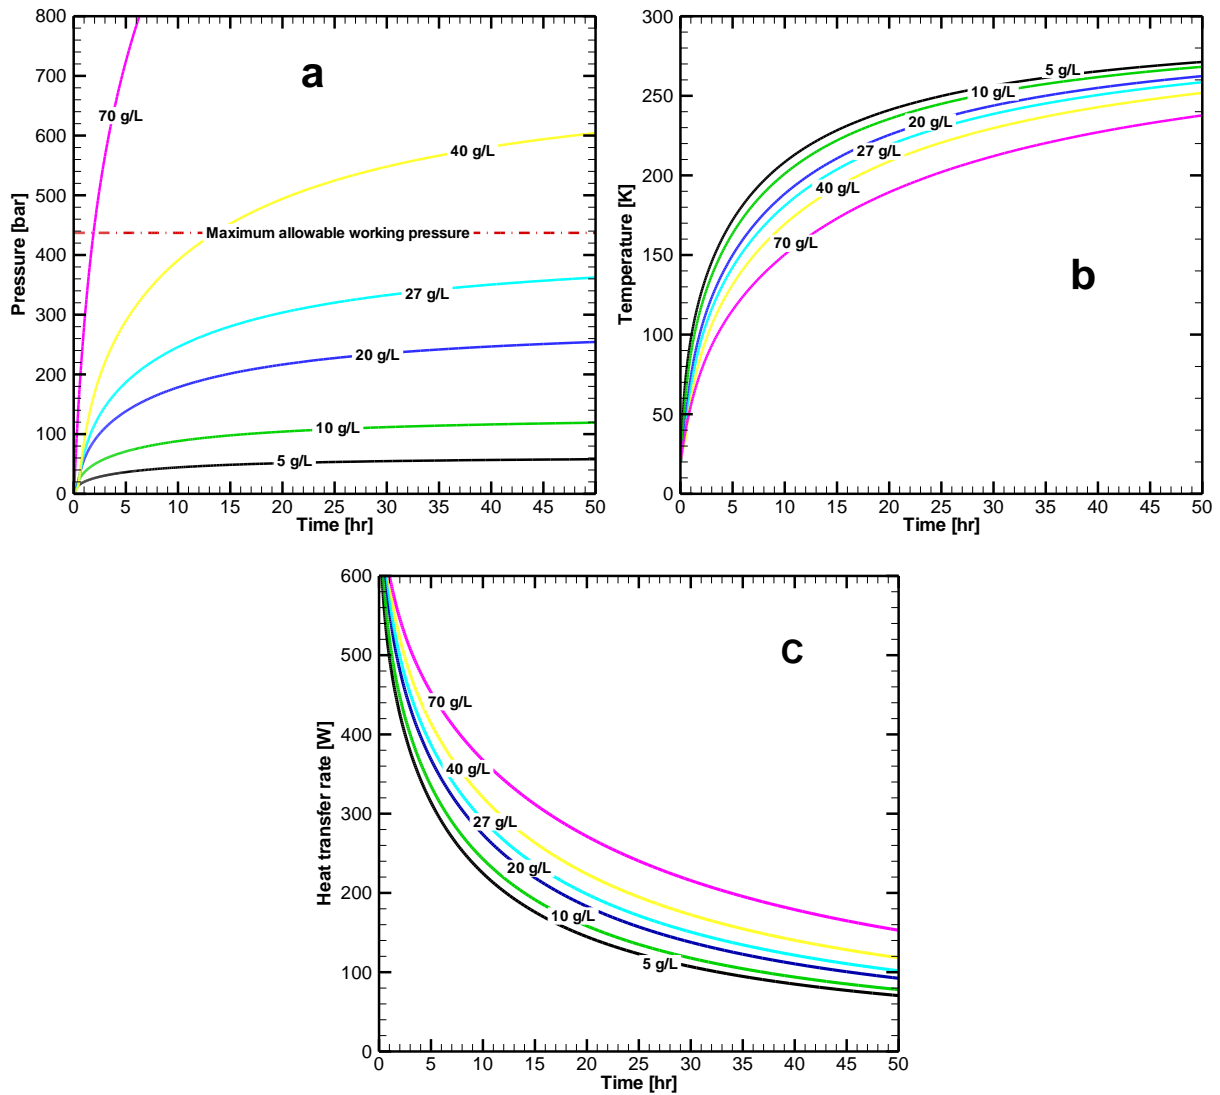 a
Pressure [bar]
800
700
600
500
400
300
200
100
0
70 g/L
40 g/L
Maximum allowable working pressure
27 g/L
20 g/L
10 g/L
5 g/L
0 5 10 15 20 25 30 35 40 45 50
Time [hr]
b
Temperature [K]
300
250
200
150
100
50
0
5 g/L
10 g/L
20 g/L
27 g/L
40 g/L
70 g/L
0 5 10 15 20 25 30 35 40 45 50
Time [hr]
c
Heat transfer rate [W]
600
500
400
300
200
100
0
70 g/L
40 g/L
27 g/L
20 g/L
10 g/L
5 g/L
0 5 10 15 20 25 30 35 40 45 50
Time [hr]